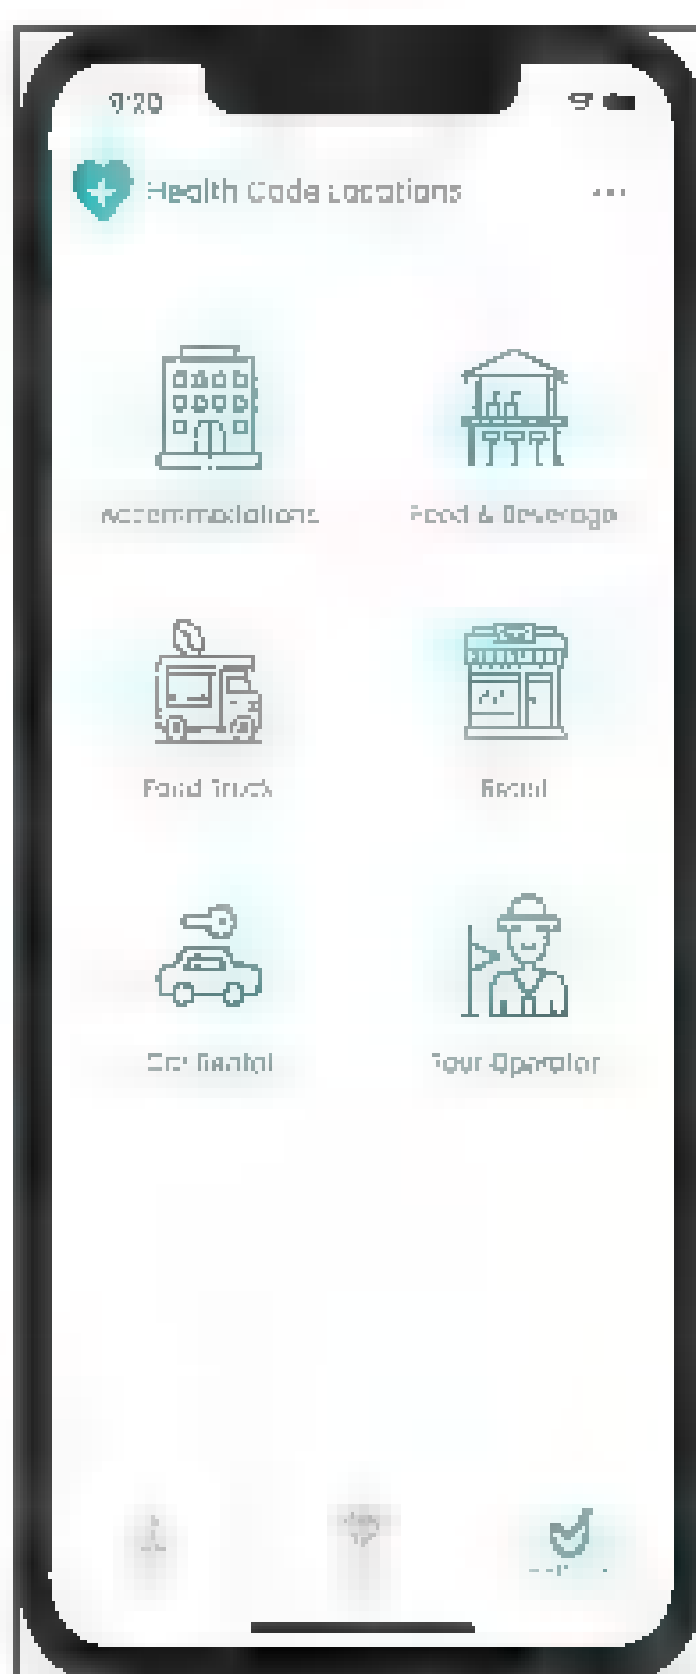 9:20
Health Code Locations
Accommodations
Food & Beverage
Food Truck
Retail
Car Rental
Tour Operator